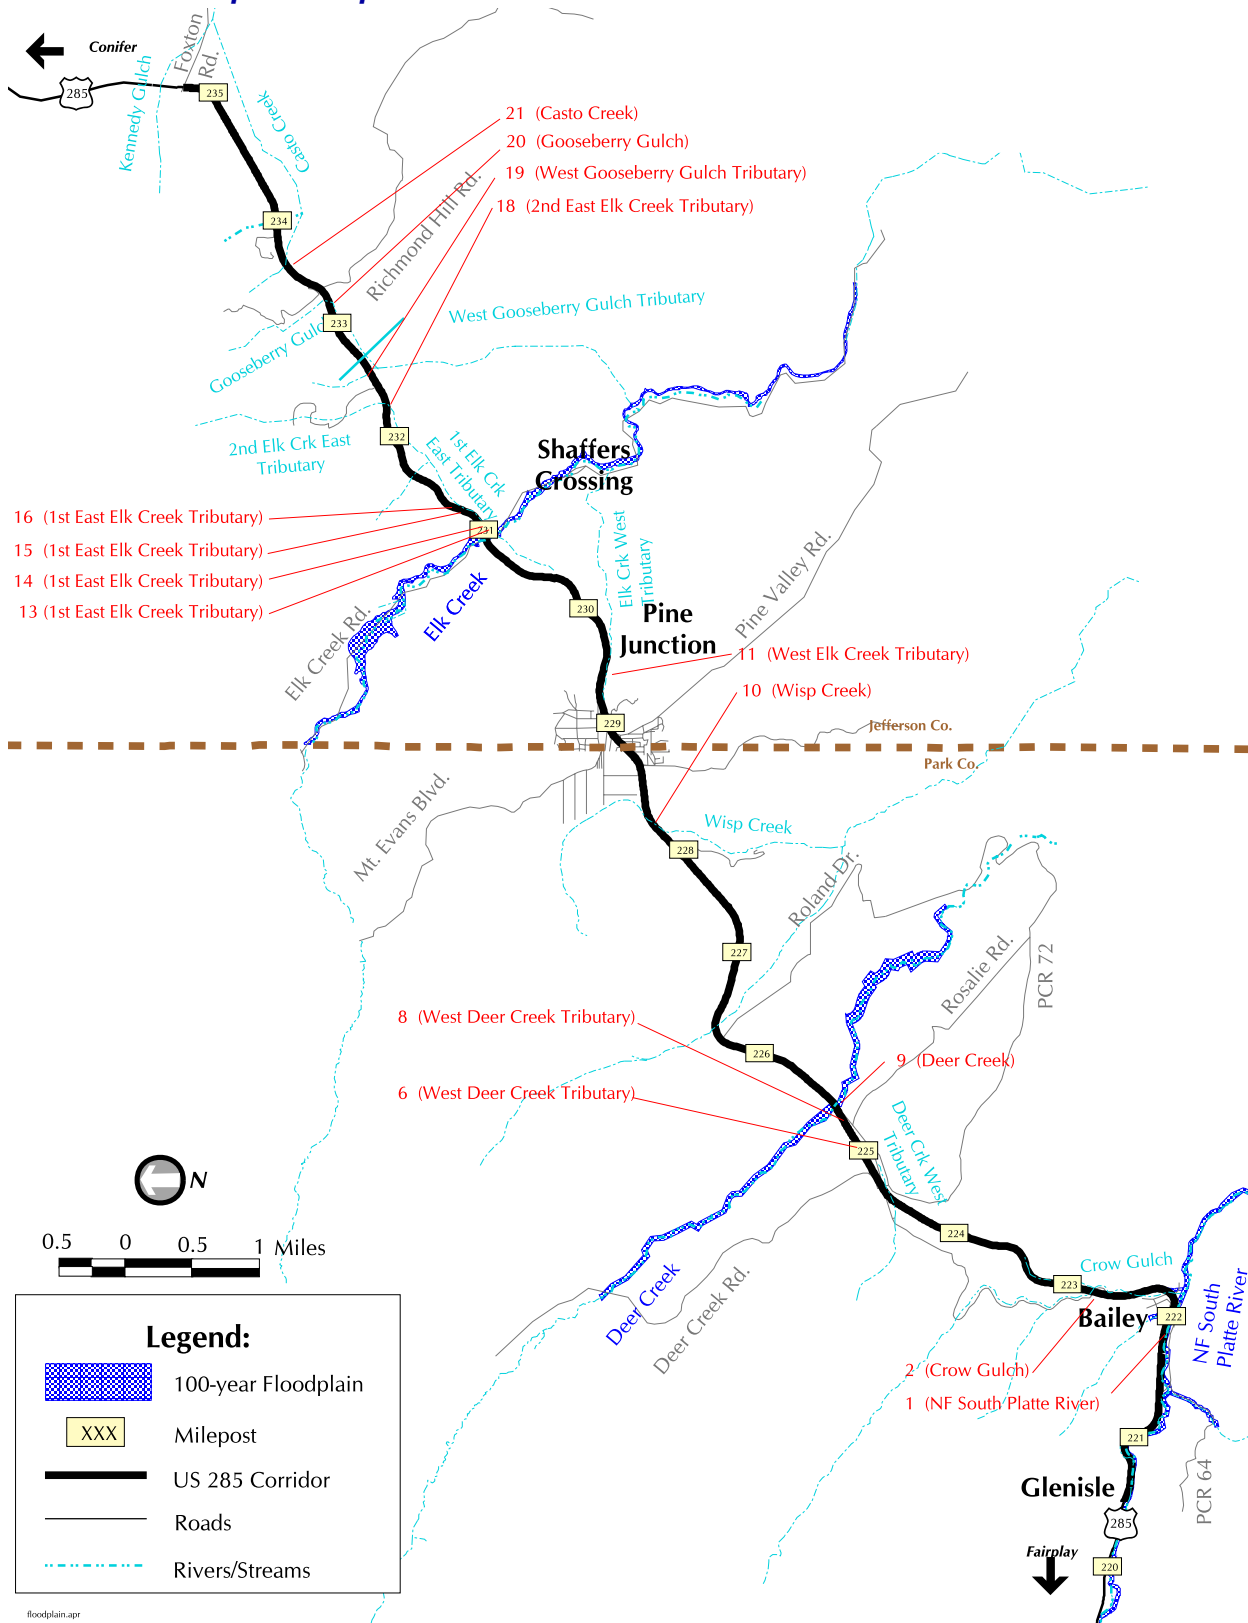 Conifer
285
Foxton
Rd.
Kennedy Gulch
Casto Creek
235
21 (Casto Creek)
20 (Gooseberry Gulch)
19 (West Gooseberry Gulch Tributary)
18 (2nd East Elk Creek Tributary)
234
Richmond Hill Rd.
West Gooseberry Gulch Tributary
233
Gooseberry Gulc
232
2nd Elk Crk East
Tributary
1st Elk Crk
East Tributary
Shaffers
Crossing
16 (1st East Elk Creek Tributary)
15 (1st East Elk Creek Tributary)
14 (1st East Elk Creek Tributary)
13 (1st East Elk Creek Tributary)
231
Elk Crk West
Tributary
Pine Valley Rd.
Elk Creek
Elk Creek Rd.
230
Pine
Junction
11 (West Elk Creek Tributary)
10 (Wisp Creek)
229
Jefferson Co.
Park Co.
Mt. Evans Blvd.
Wisp Creek
228
Roland Dr.
227
Rosalie Rd.
PCR 72
8 (West Deer Creek Tributary)
226
9 (Deer Creek)
6 (West Deer Creek Tributary)
225
Deer Crk West
Tributary
N
224
0.5 0 0.5 1 Miles
Crow Gulch
223
Deer Creek
Deer Creek Rd.
Bailey
222
NF South
Platte River
2 (Crow Gulch)
1 (NF South Platte River)
221
PCR 64
Glenisle
285
Fairplay
220
Legend:
100-year Floodplain
XXX Milepost
US 285 Corridor
Roads
Rivers/Streams
floodplain.apr